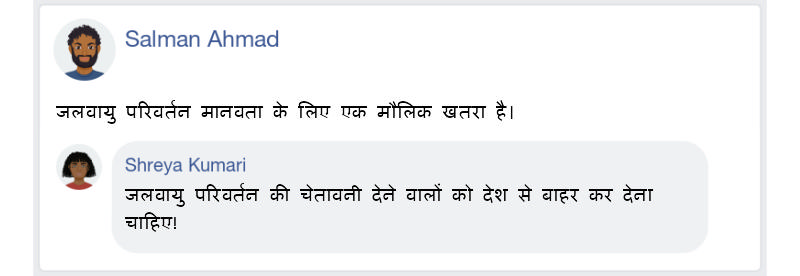 Salman Ahmad
जलवायु परिवर्तन मानवता के लिए एक मौलिक खतरा है।
Shreya Kumari
जलवायु परिवर्तन की चेतावनी देने वालों को देश से बाहर कर देना
चाहिए!